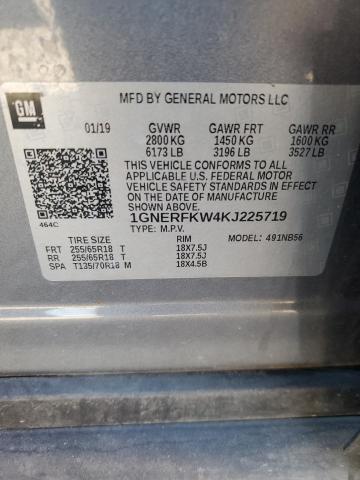 GM
MFD BY GENERAL MOTORS LLC
01/19 GVWR GAWR FRT GAWR RR
2800 KG 1450 KG 1600 KG
6173 LB 3196 LB 3527 LB
THIS VEHICLE CONFORMS TO ALL
APPLICABLE U.S. FEDERAL MOTOR
VEHICLE SAFETY STANDARDS IN EFFECT
ON THE DATE OF MANUFACTURE
SHOWN ABOVE.
1GNERFKW4KJ225719
464C TYPE: M.P.V. MODEL: 491NB56
TIRE SIZE RIM
FRT 255/65R18 T 18X7.5J
RR 255/65R18 T 18X7.5J
SPA T135/70R18 M 18X4.5B